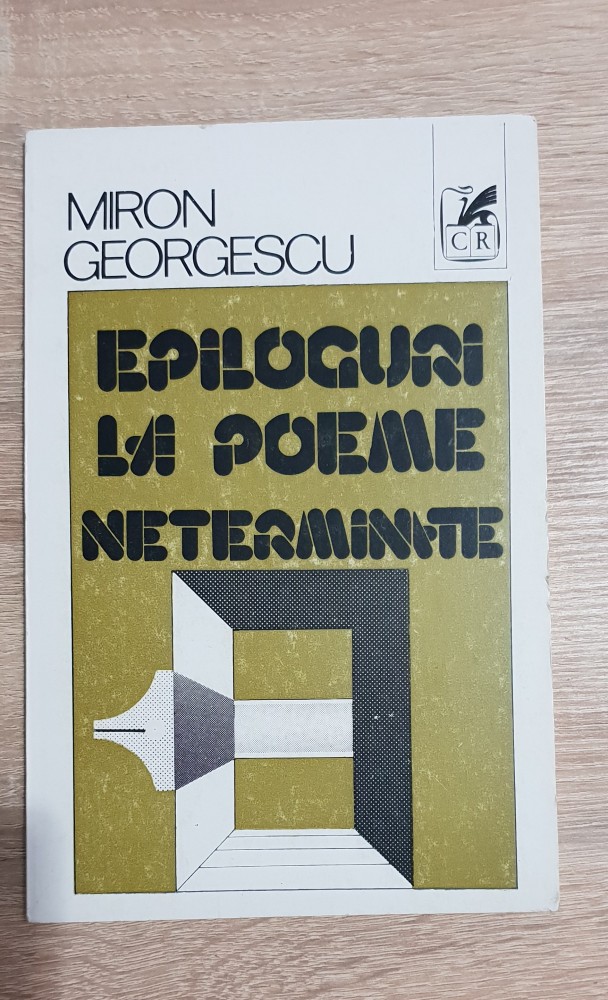 MIRON
GEORGESCU
CR
EPILOGURI
LA POEME
NETERMINATE